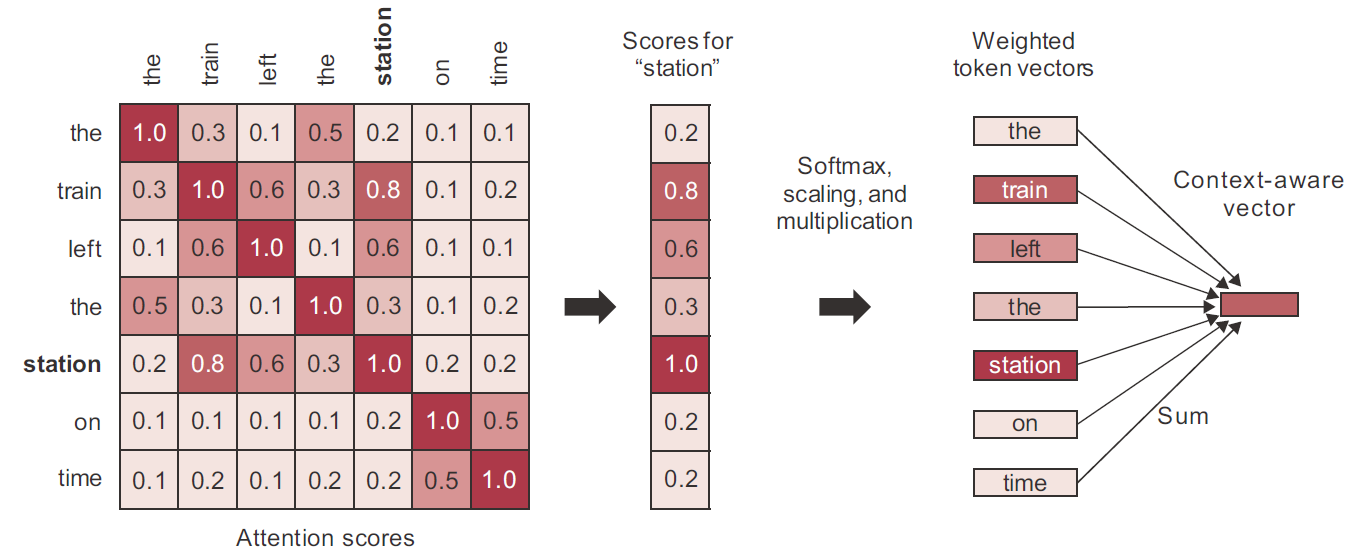 the train left the station on time
the 1.0 0.3 0.1 0.5 0.2 0.1 0.1
train 0.3 1.0 0.6 0.3 0.8 0.1 0.2
left 0.1 0.6 1.0 0.1 0.6 0.1 0.1
the 0.5 0.3 0.1 1.0 0.3 0.1 0.2
station 0.2 0.8 0.6 0.3 1.0 0.2 0.2
on 0.1 0.1 0.1 0.1 0.2 1.0 0.5
time 0.1 0.2 0.1 0.2 0.2 0.5 1.0
Attention scores
Scores for
“station”
0.2
0.8
0.6
0.3
1.0
0.2
0.2
Softmax,
scaling, and
multiplication
Weighted
token vectors
the
train
left
the
station
on
time
Sum
Context-aware
vector